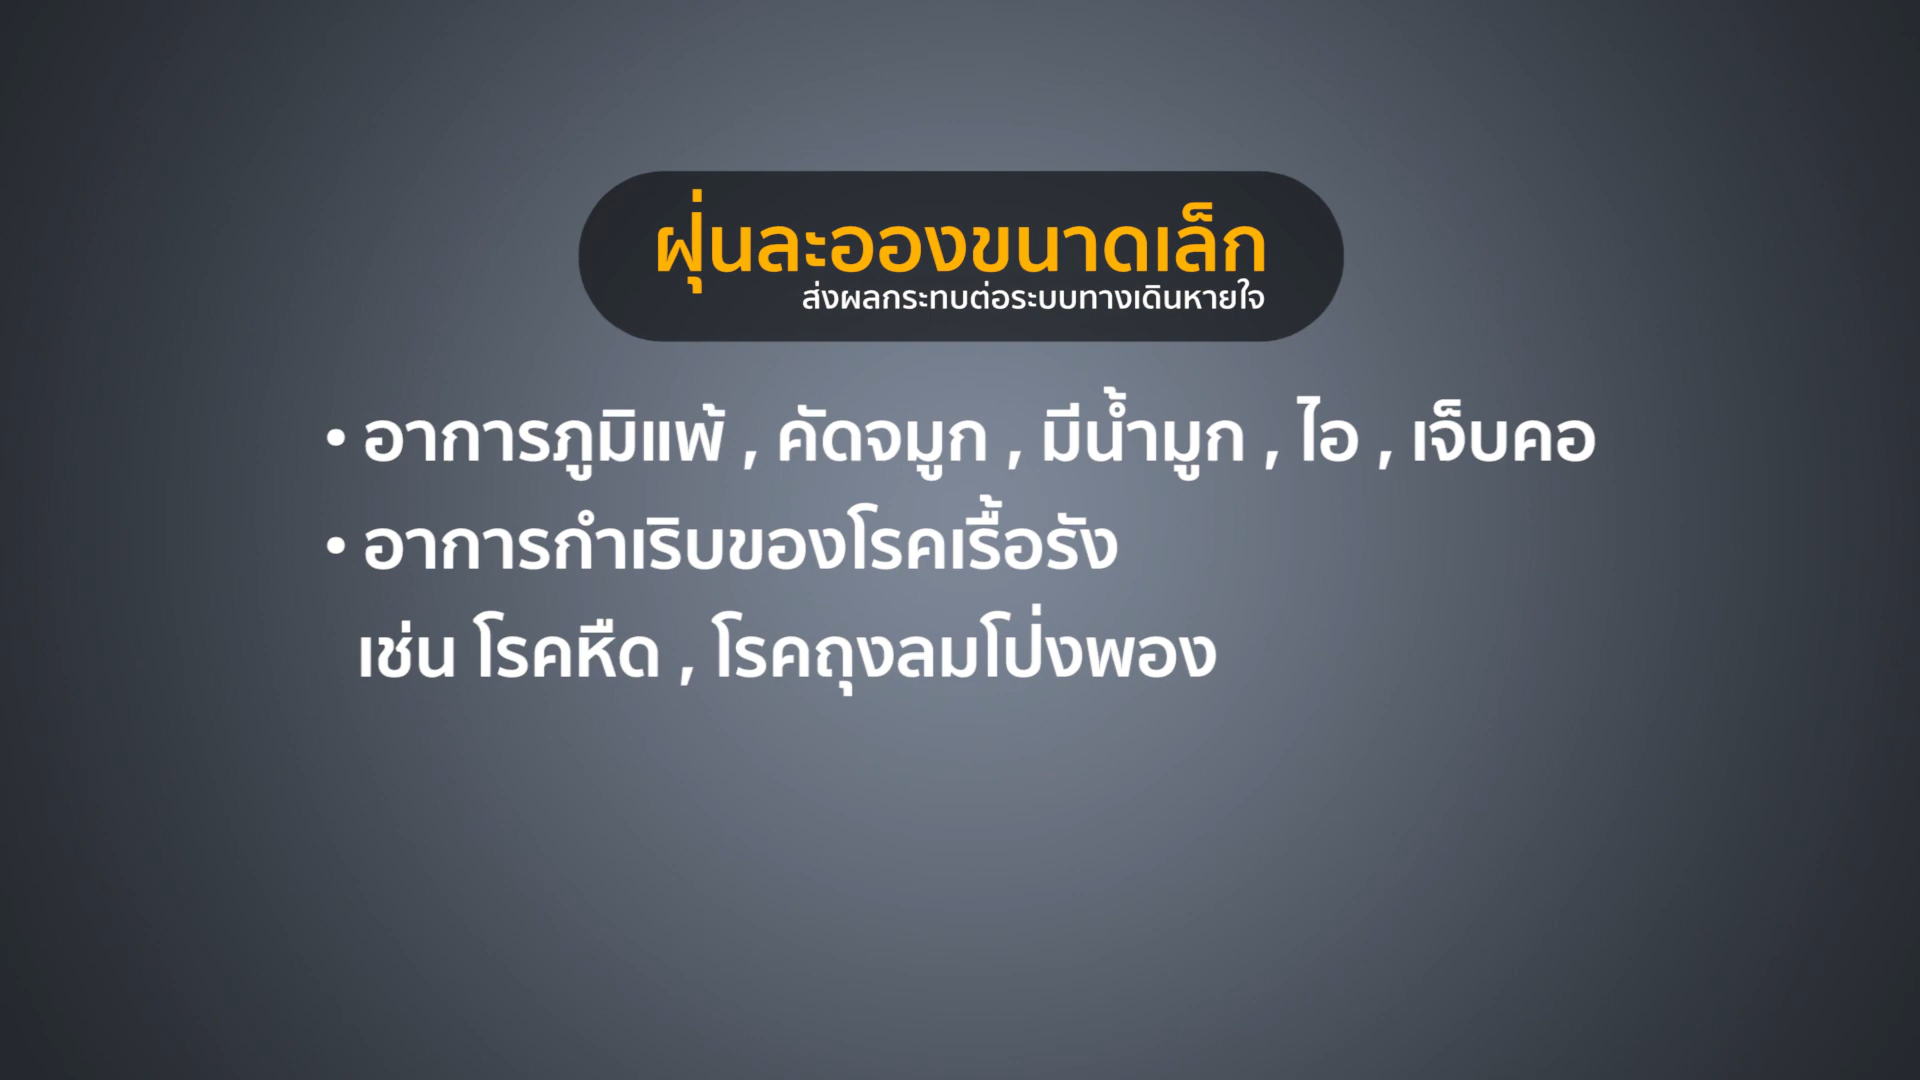 ฝุ่นละอองขนาดเล็ก
ส่งผลกระทบต่อระบบทางเดินหายใจ
• อาการภูมิแพ้ , คัดจมูก , มีน้ำมูก , ไอ , เจ็บคอ
• อาการกำเริบของโรคเรื้อรัง
เช่น โรคหืด , โรคถุงลมโป่งพอง